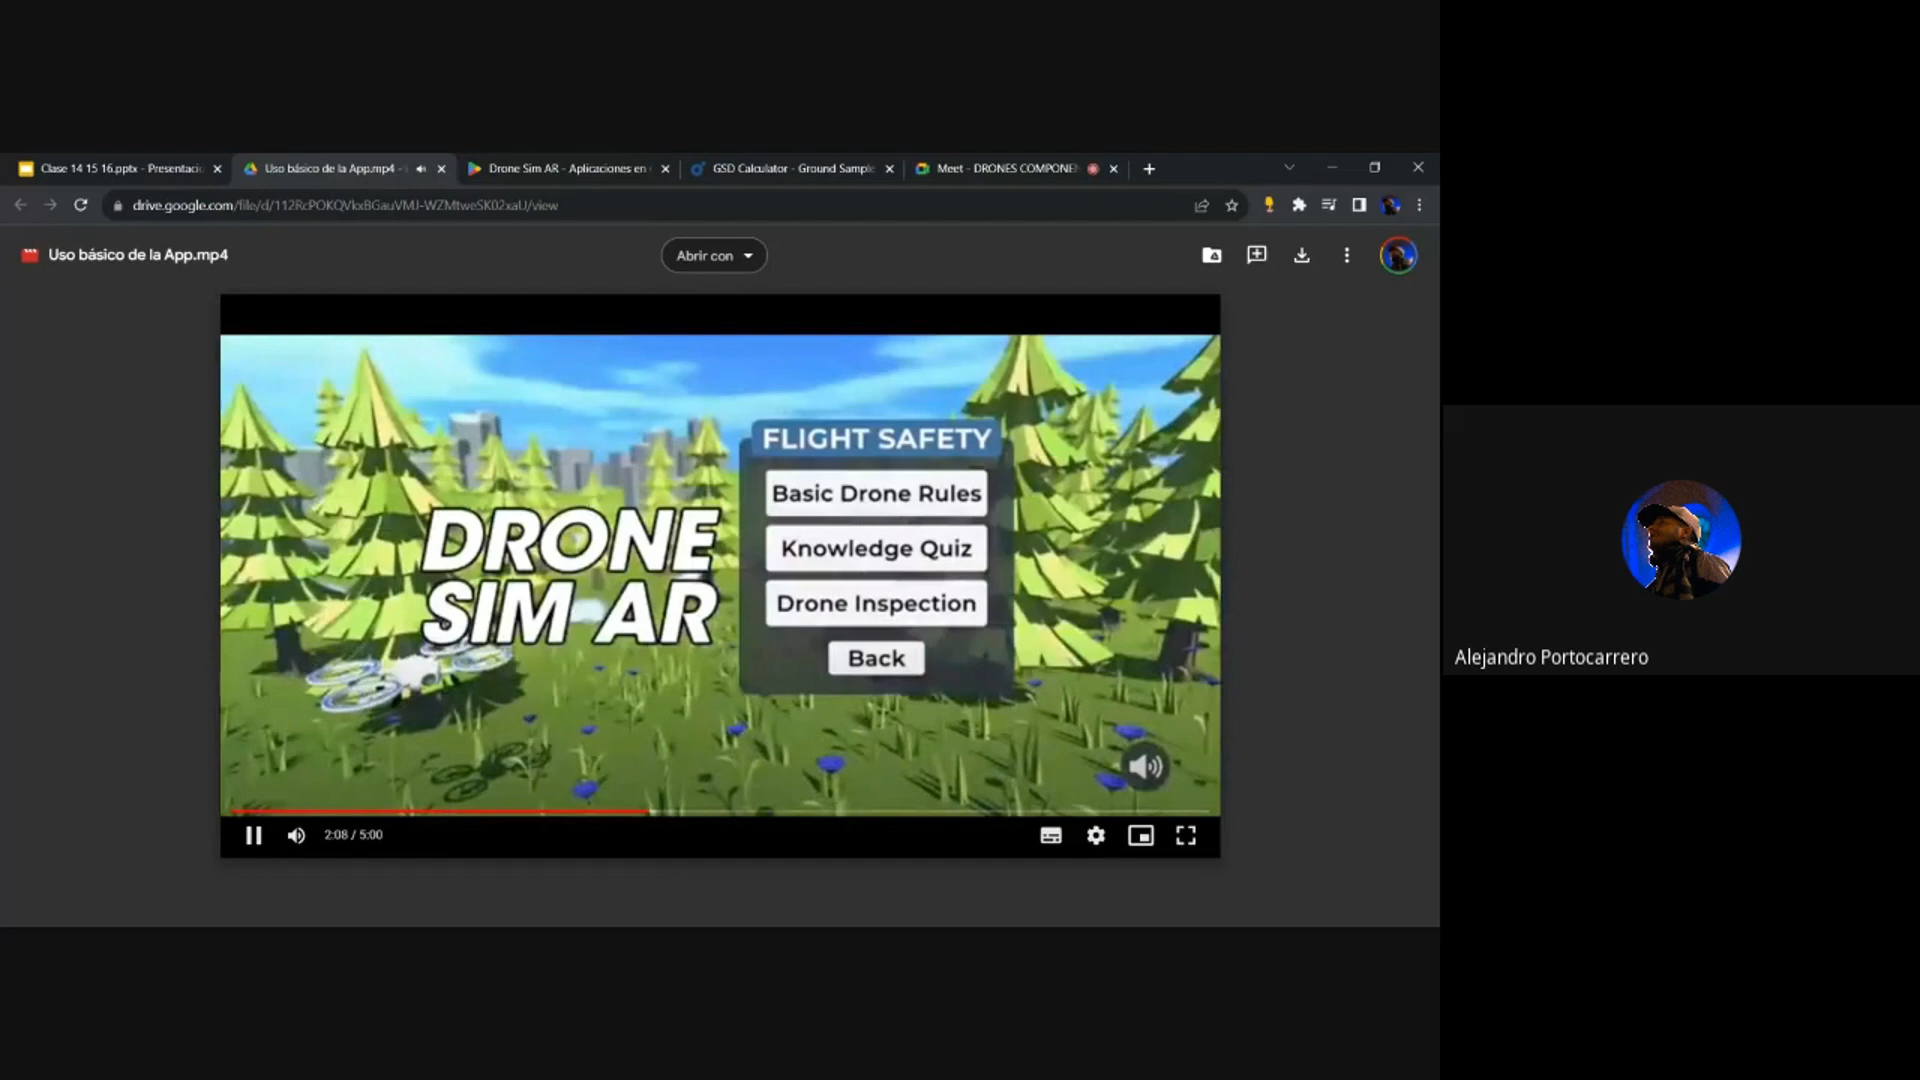 Clase 14 15 16.pptx - Presentacio
Uso básico de la App.mp4 -
Drone Sim AR - Aplicaciones en
GSD Calculator - Ground Sample
Meet - DRONES COMPONEN
drive.google.com/file/d/112RcPOKQVkxBGauVMJ-WZMtweSK02xaU/view
Uso básico de la App.mp4
Abrir con
FLIGHT SAFETY
Basic Drone Rules
Knowledge Quiz
Drone Inspection
Back
DRONE
SIM AR
2:08 / 5:00
Alejandro Portocarrero